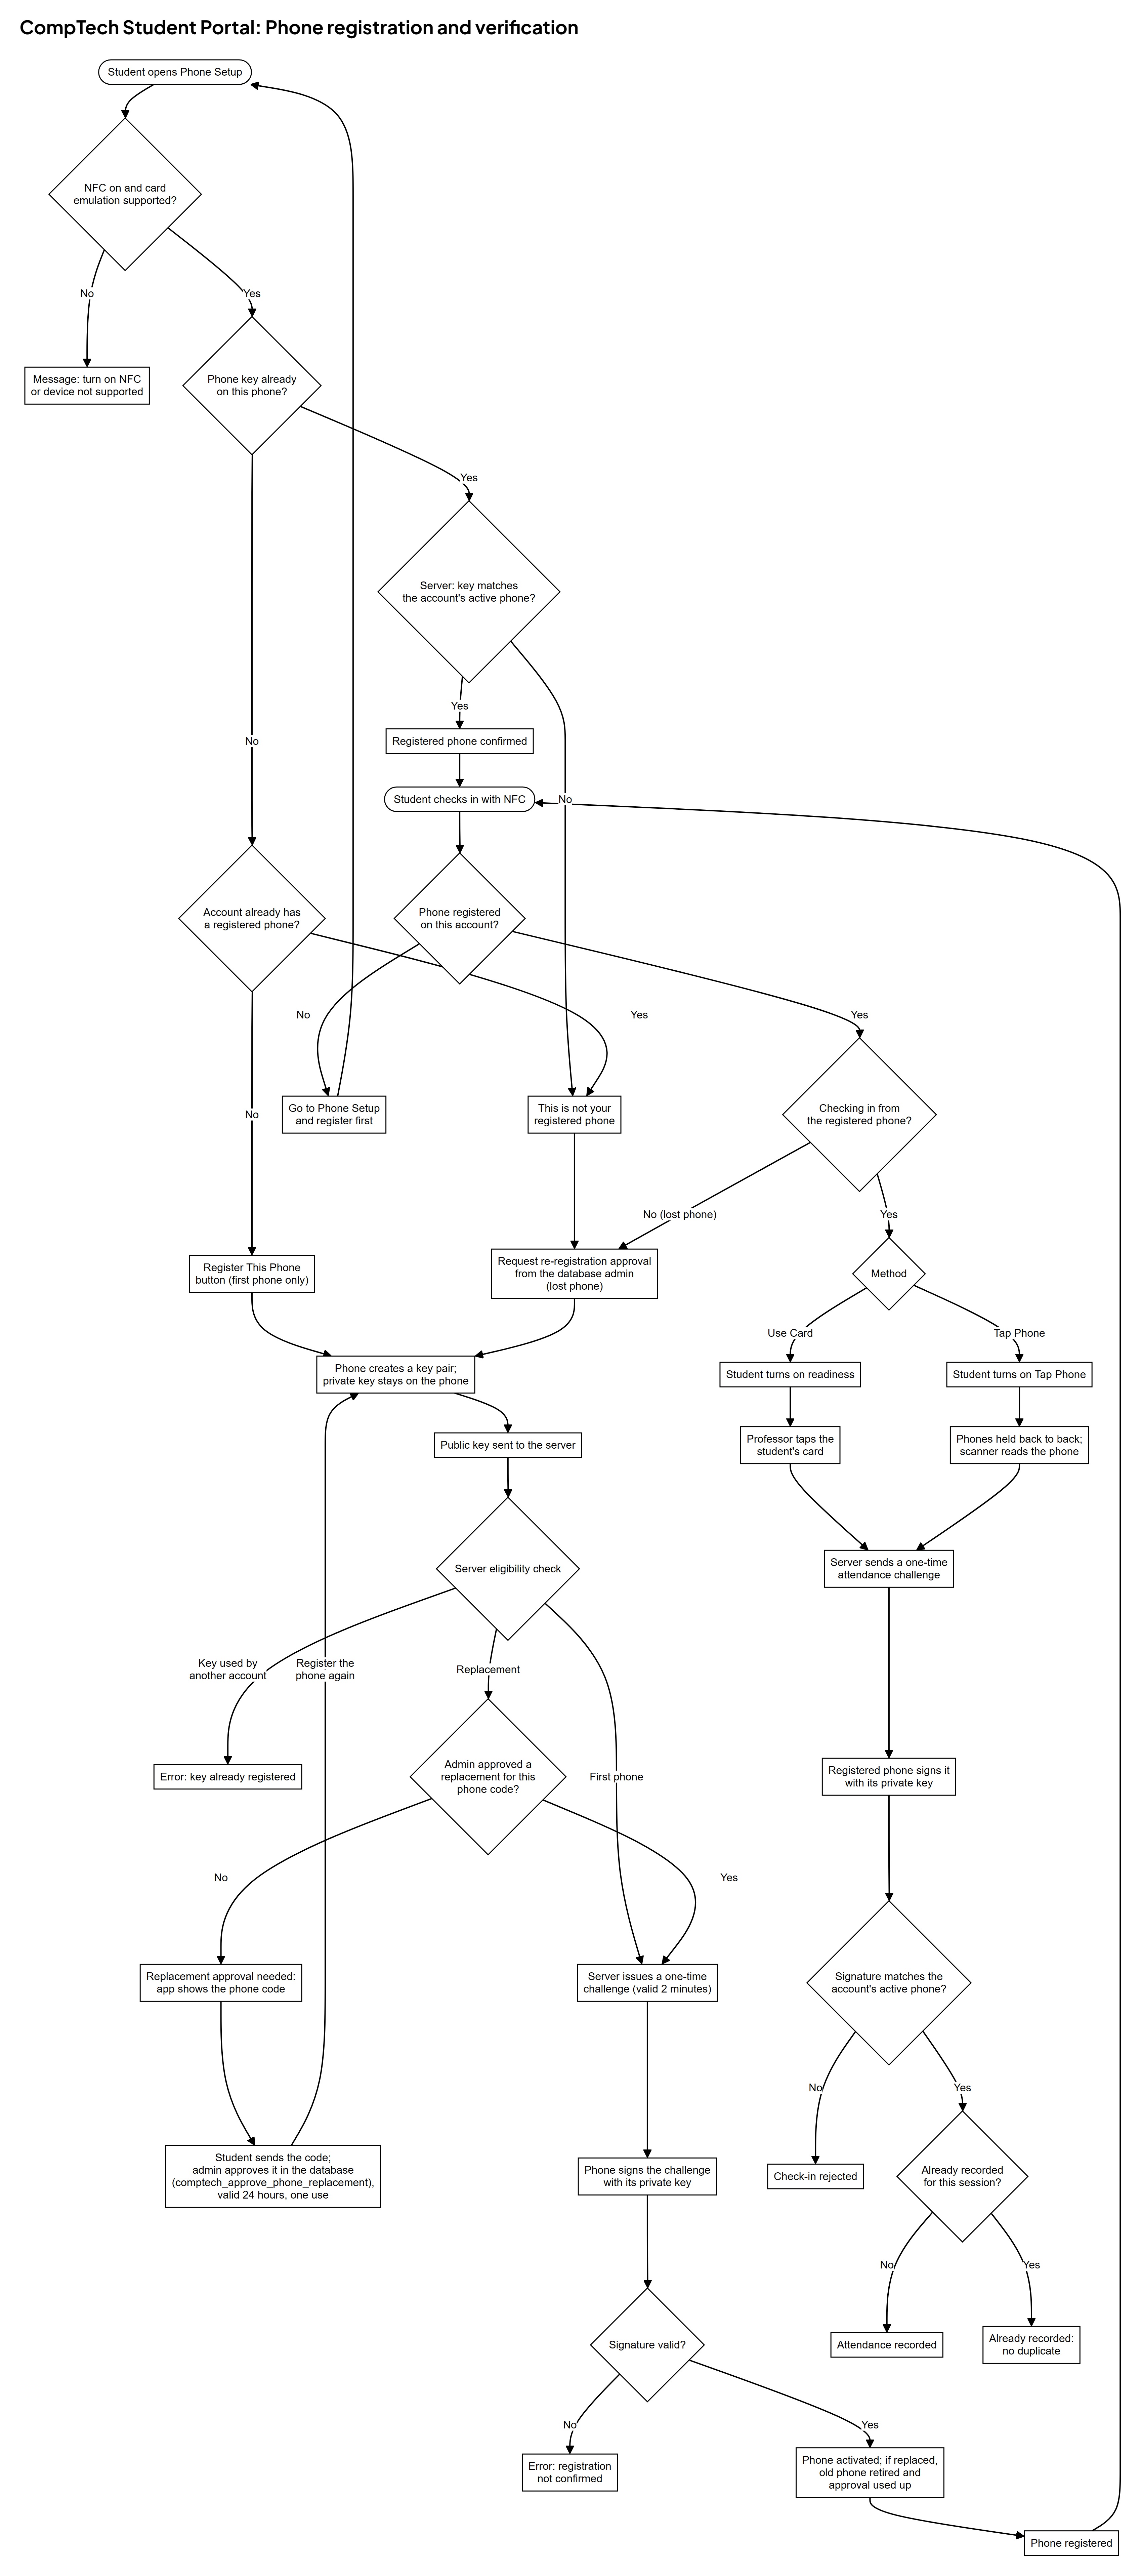 CompTech Student Portal: Phone registration and verification
Student opens Phone Setup
NFC on and card
emulation supported?
No
Yes
Message: turn on NFC
or device not supported
Phone key already
on this phone?
Yes
Server: key matches
the account's active phone?
Yes
No
Registered phone confirmed
Student checks in with NFC
No
Account already has
a registered phone?
Phone registered
on this account?
No
Yes
Yes
Go to Phone Setup
and register first
This is not your
registered phone
Checking in from
the registered phone?
No
No (lost phone)
Yes
Register This Phone
button (first phone only)
Request re-registration approval
from the database admin
(lost phone)
Method
Use Card
Tap Phone
Phone creates a key pair;
private key stays on the phone
Student turns on readiness
Student turns on Tap Phone
Public key sent to the server
Professor taps the
student's card
Phones held back to back;
scanner reads the phone
Server eligibility check
Server sends a one-time
attendance challenge
Key used by
another account
Register the
phone again
Replacement
Error: key already registered
Admin approved a
replacement for this
phone code?
First phone
Registered phone signs it
with its private key
No
Yes
Replacement approval needed:
app shows the phone code
Server issues a one-time
challenge (valid 2 minutes)
Signature matches the
account's active phone?
No
Yes
Student sends the code;
admin approves it in the database
(comptech_approve_phone_replacement),
valid 24 hours, one use
Phone signs the challenge
with its private key
Check-in rejected
Already recorded
for this session?
No
Yes
Signature valid?
Attendance recorded
Already recorded:
no duplicate
No
Yes
Error: registration
not confirmed
Phone activated; if replaced,
old phone retired and
approval used up
Phone registered